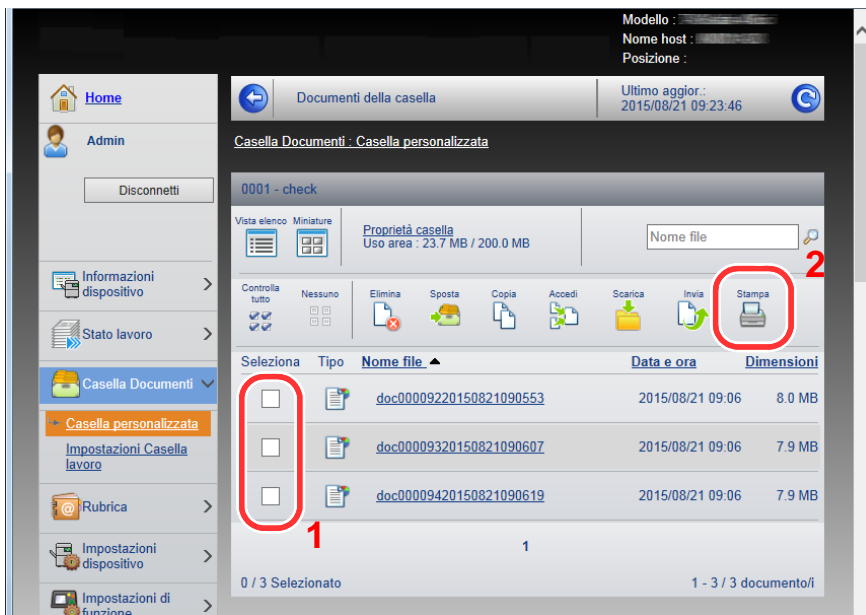 Modello :
Nome host :
Posizione :
Home
Documenti della casella
Ultimo aggior.:
2015/08/21 09:23:46
Admin
Casella Documenti : Casella personalizzata
Disconnetti
0001 - check
Vista elenco Miniature
Proprietà casella
Uso area : 23.7 MB / 200.0 MB
Nome file
2
Informazioni
dispositivo
Controlla
tutto
Nessuno
Elimina
Sposta
Copia
Accedi
Scarica
Invia
Stampa
Stato lavoro
Seleziona Tipo Nome file Data e ora Dimensioni
Casella Documenti
doc00009220150821090553 2015/08/21 09:06 8.0 MB
Casella personalizzata
Impostazioni Casella
lavoro
doc00009320150821090607 2015/08/21 09:06 7.9 MB
doc00009420150821090619 2015/08/21 09:06 7.9 MB
Rubrica
1
1
Impostazioni
dispositivo
0 / 3 Selezionato
1 - 3 / 3 documento/i
Impostazioni di
funzione